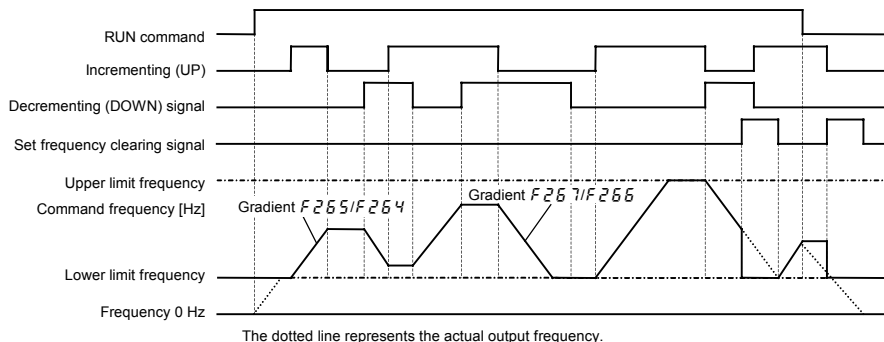 RUN command
Incrementing (UP)
Decrementing (DOWN) signal
Set frequency clearing signal
Upper limit frequency
Command frequency [Hz]
Gradient F265/F264
Gradient F267/F266
Lower limit frequency
Frequency 0 Hz
The dotted line represents the actual output frequency.